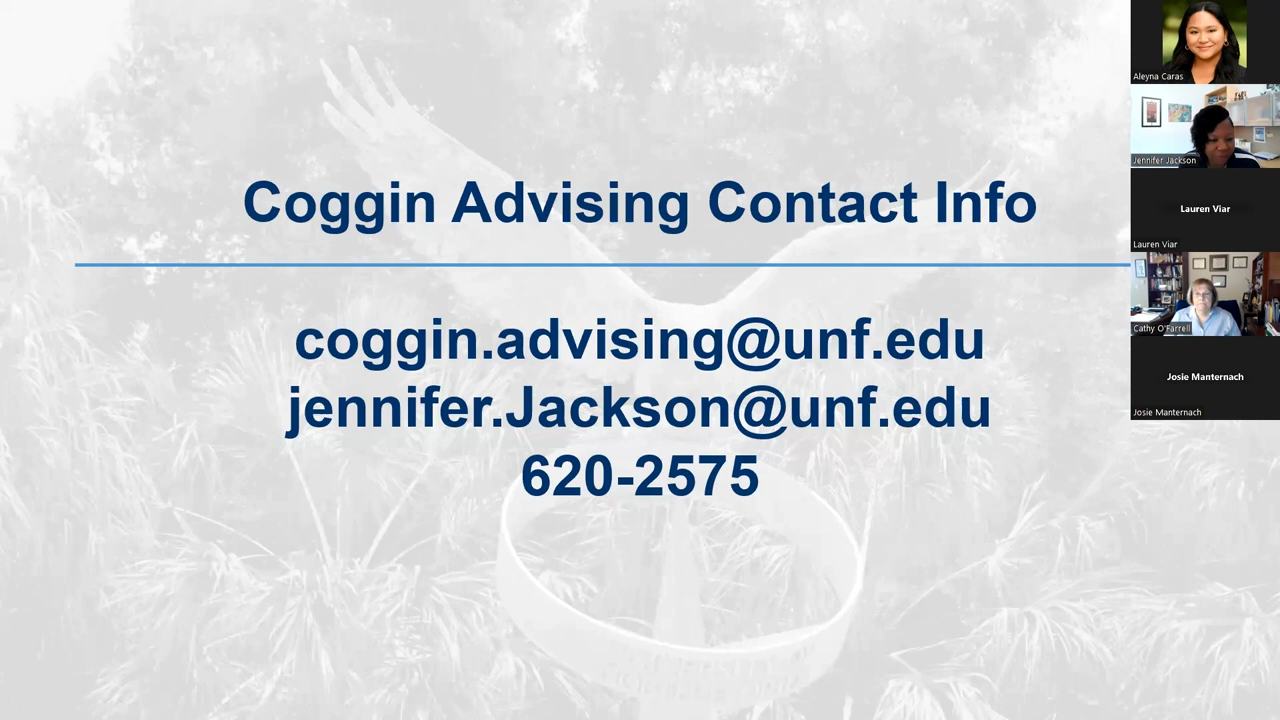 Coggin Advising Contact Info
coggin.advising@unf.edu
jennifer.Jackson@unf.edu
620-2575
Aleyna Caras
Jennifer Jackson
Lauren Viar
Lauren Viar
Cathy O'Farrell
Josie Manternach
Josie Manternach